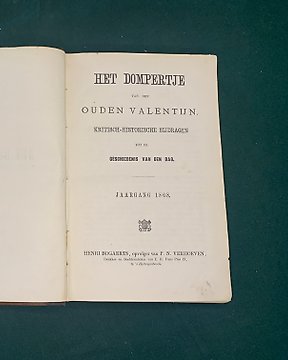 HET DOMPERTJE
VAN DEN
OUDEN VALENTIJN.
KRITISCH-HISTORISCHE BIJDRAGEN
TOT DE
GESCHIEDENIS VAN DEN DAG.
JAARGANG 1868.
HENRI BOGAERTS, opvolger van P. N. VERHOEVEN,